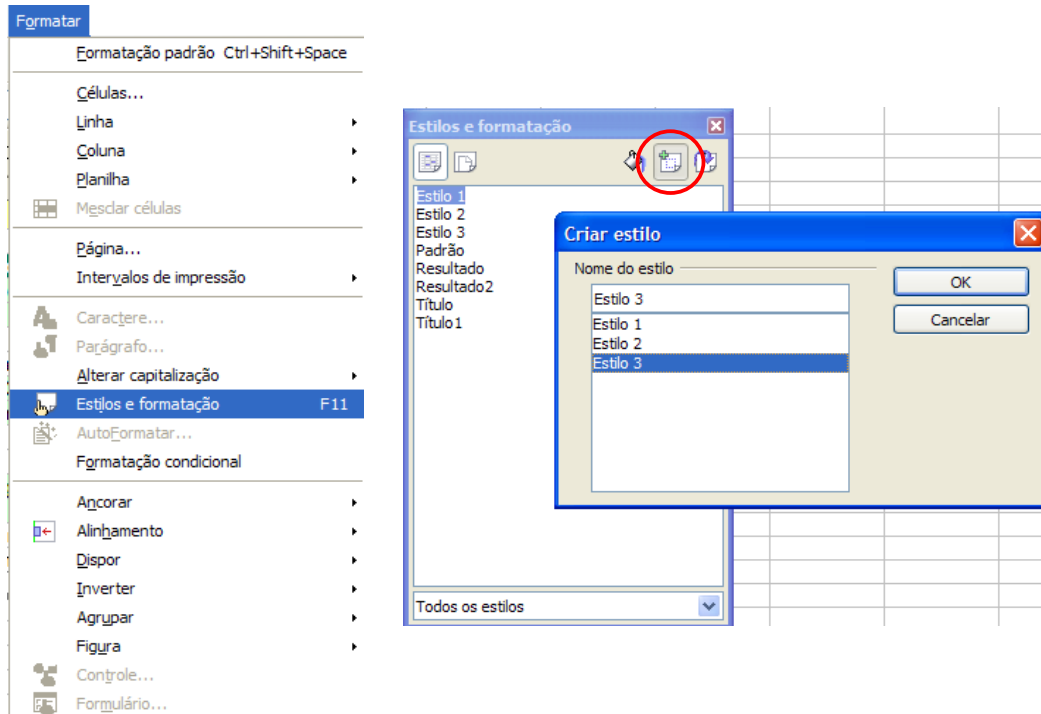 Formatar
Formatação padrão Ctrl+Shift+Space
Células...
Linha
Coluna
Planilha
Mesclar células
Página...
Intervalos de impressão
Caractere...
Parágrafo...
Alterar capitalização
Estilos e formatação F11
AutoFormatar...
Formatação condicional
Ancorar
Alinhamento
Dispor
Inverter
Agrupar
Figura
Controle...
Formulário...
Estilos e formatação
Estilo 1
Estilo 2
Estilo 3
Padrão
Resultado
Resultado2
Título
Título1
Todos os estilos
Criar estilo
Nome do estilo
Estilo 3
Estilo 1
Estilo 2
Estilo 3
OK
Cancelar